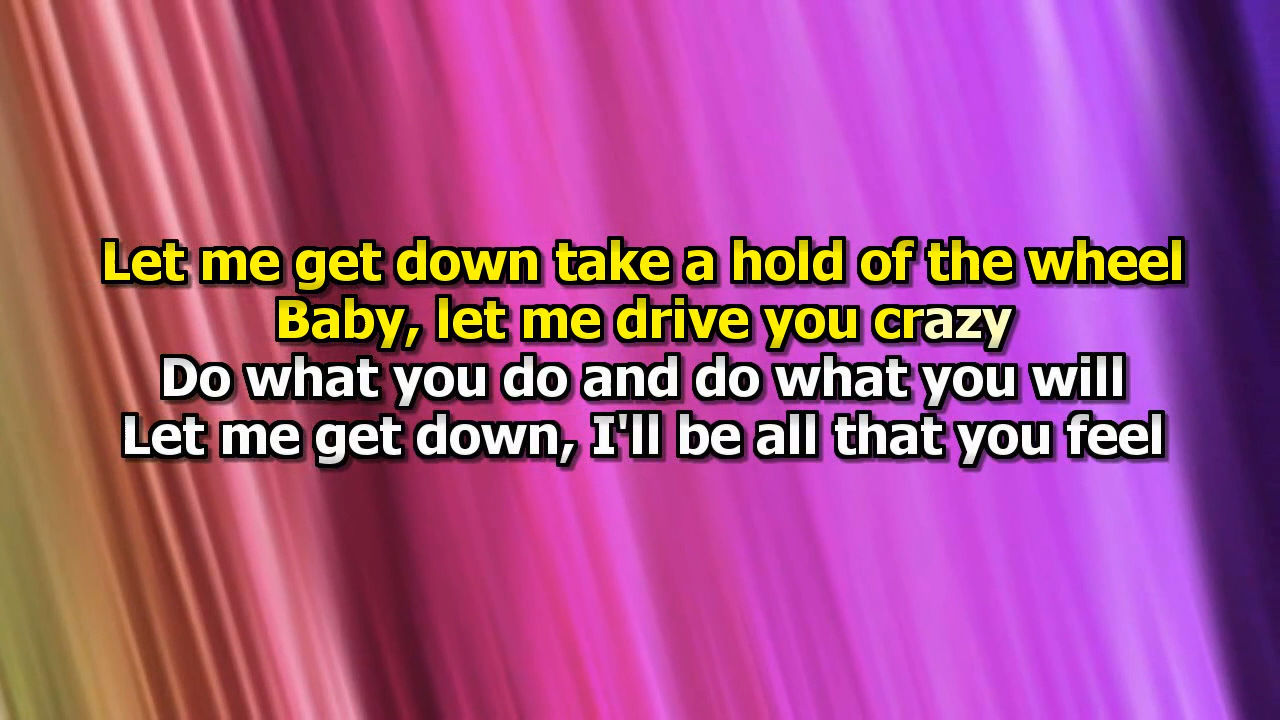 Let me get down take a hold of the wheel
Baby, let me drive you crazy
Do what you do and do what you will
Let me get down, I'll be all that you feel